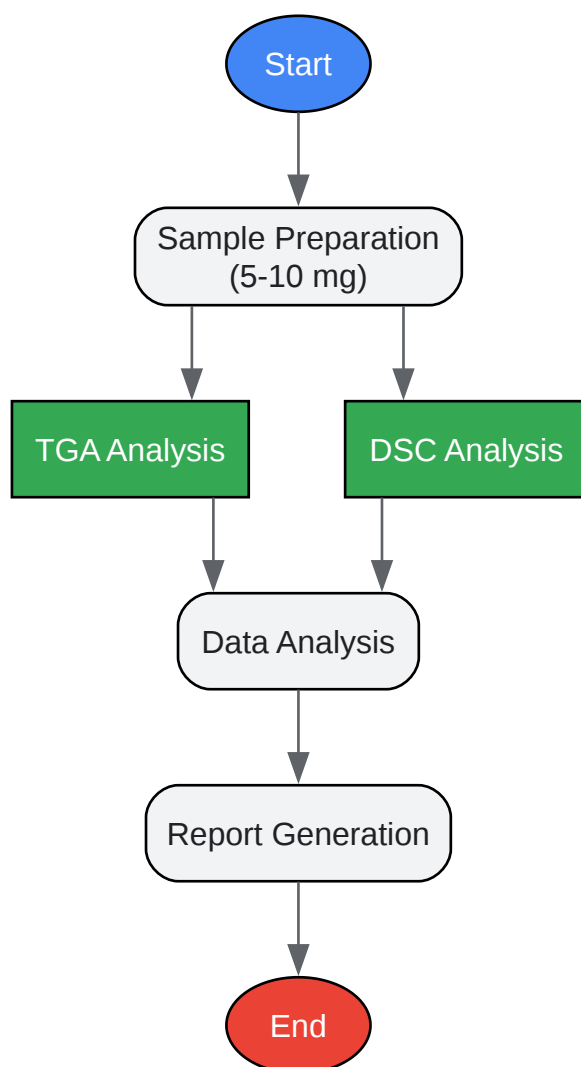 Start
Sample Preparation
(5-10 mg)
TGA Analysis
DSC Analysis
Data Analysis
Report Generation
End